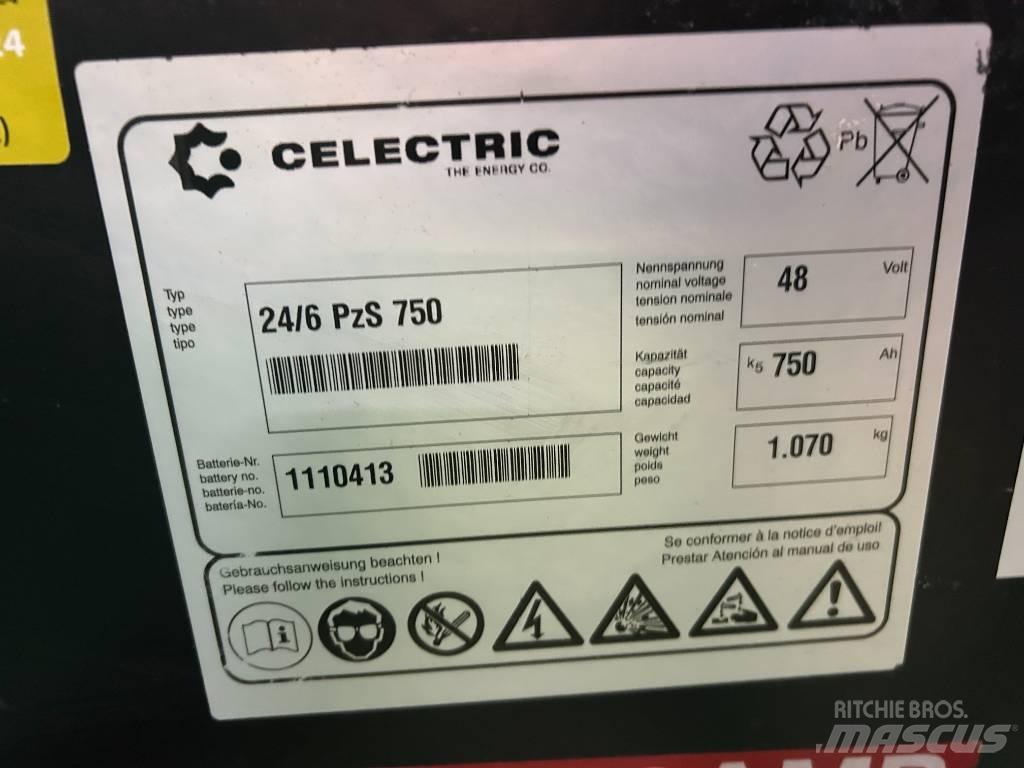 .4
)
CELECTRIC
THE ENERGY CO.
Pb
Typ
type
type
tipo
24/6 PzS 750
Nennspannung
nominal voltage
tension nominale
tensión nominal
48 Volt
Kapazität
capacity
capacité
capacidad
k5 750 Ah
Batterie-Nr.
battery no.
batterie-no.
batería-No.
1110413
Gewicht
weight
poids
peso
1.070 kg
Gebrauchsanweisung beachten !
Please follow the instructions !
Se conformer à la notice d'emploi!
Prestar Atención al manual de uso
RITCHIE BROS.
MASCUS